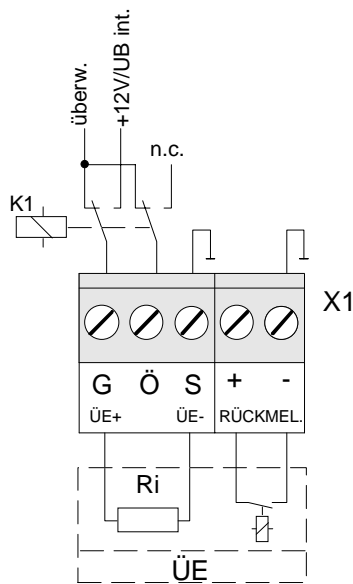 überw.
+12V/UB int.
n.c.
K1
X1
G Ö S + -
ÜE+ ÜE- RÜCKMEL.
Ri
ÜE